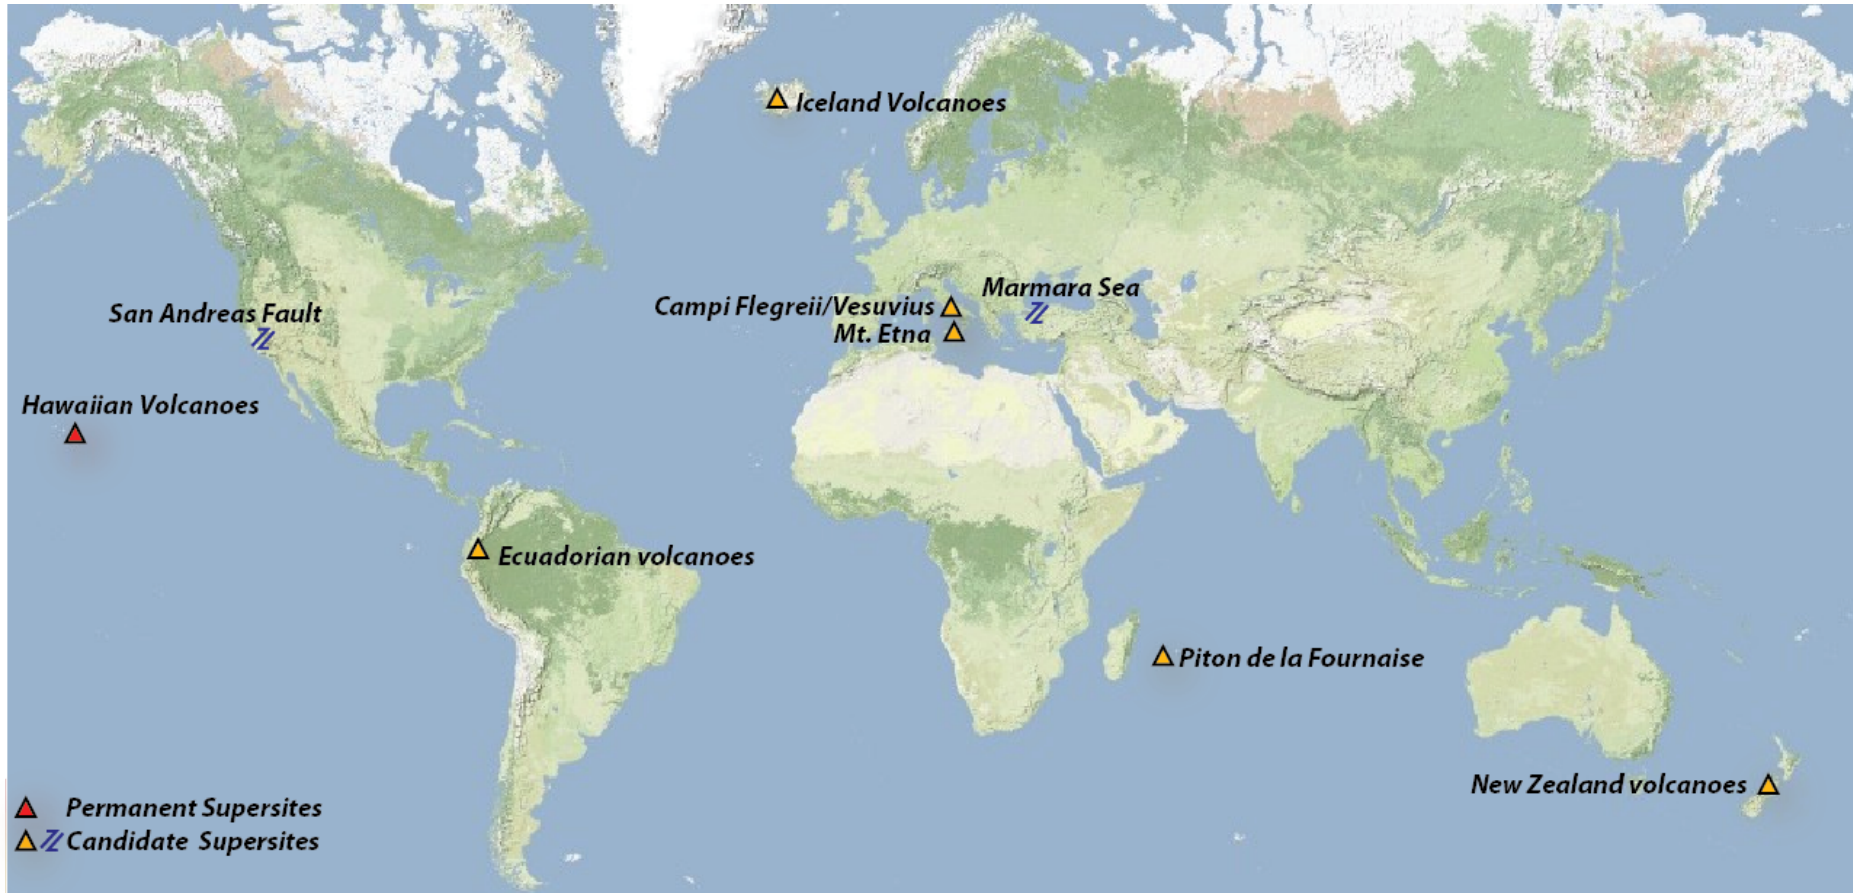 Iceland Volcanoes
Marmara Sea
Campi Flegreii/Vesuvius
San Andreas Fault
Mt. Etna
Hawaiian Volcanoes
Ecuadorian volcanoes
Piton de la Fournaise
New Zealand volcanoes
Permanent Supersites
Candidate Supersites